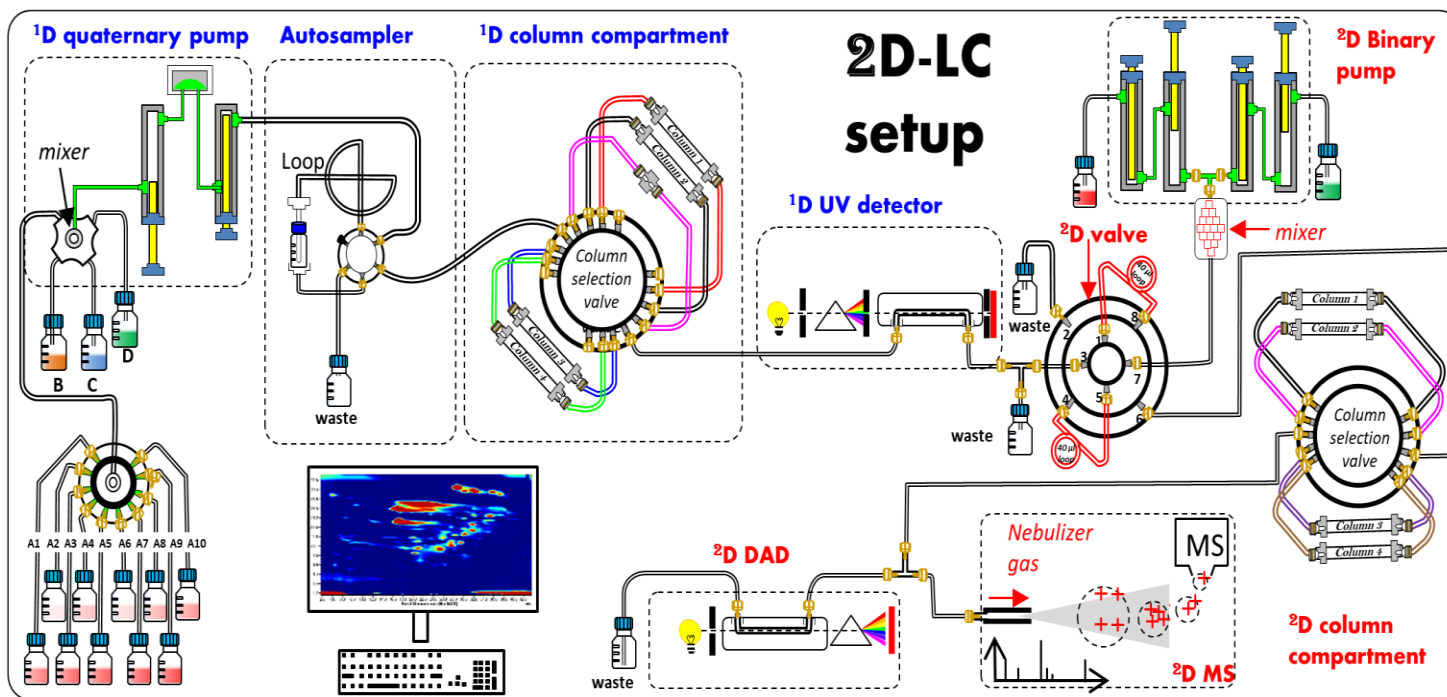 ¹D quaternary pump
Autosampler
¹D column compartment
2D-LC
setup
²D Binary
pump
mixer
Loop
Column 1
Column 2
Column
selection
valve
Column 3
Column 4
B
C
D
waste
¹D UV detector
²D valve
mixer
40 µl
loop
waste
1
2
3
4
5
6
7
8
40 µl
loop
waste
Column 1
Column 2
Column
selection
valve
Column 3
Column 4
A1 A2 A3 A4 A5 A6 A7 A8 A9 A10
²D DAD
waste
Nebulizer
gas
MS
²D MS
²D column
compartment